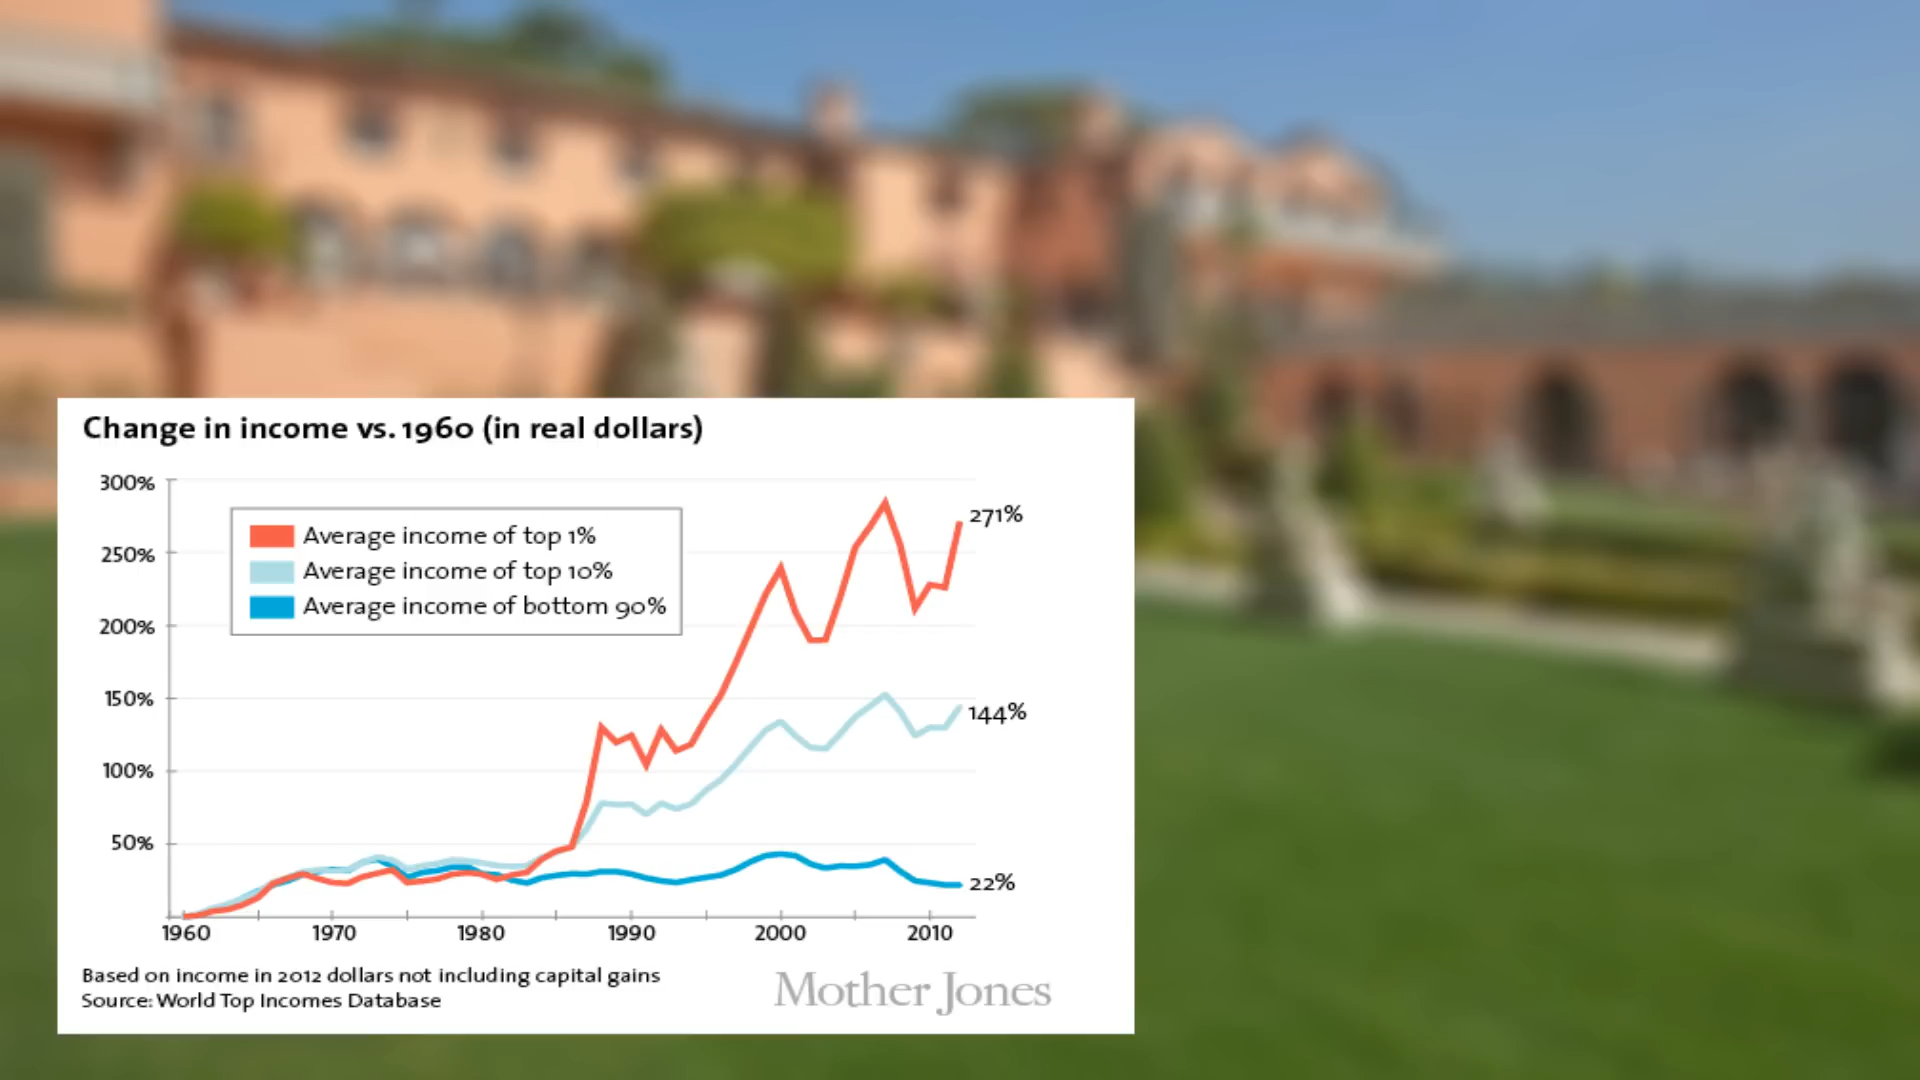 Change in income vs. 1960 (in real dollars)
300%
250%
200%
150%
100%
50%
Average income of top 1%
Average income of top 10%
Average income of bottom 90%
271%
144%
22%
1960 1970 1980 1990 2000 2010
Based on income in 2012 dollars not including capital gains
Source: World Top Incomes Database
Mother Jones